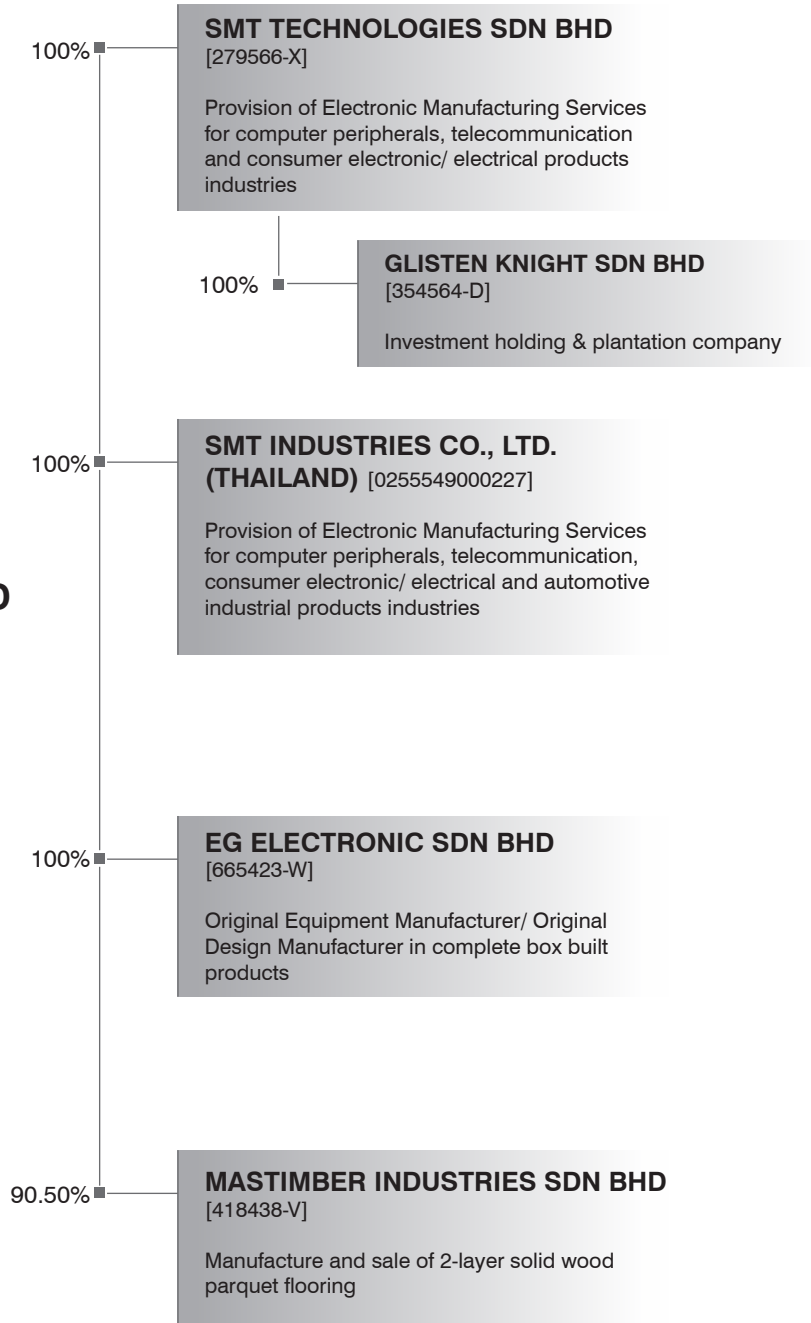 100%
SMT TECHNOLOGIES SDN BHD
[279566-X]
Provision of Electronic Manufacturing Services
for computer peripherals, telecommunication
and consumer electronic/ electrical products
industries
100%
GLISTEN KNIGHT SDN BHD
[354564-D]
Investment holding & plantation company
100%
SMT INDUSTRIES CO., LTD.
(THAILAND) [0255549000227]
Provision of Electronic Manufacturing Services
for computer peripherals, telecommunication,
consumer electronic/ electrical and automotive
industrial products industries
100%
EG ELECTRONIC SDN BHD
[665423-W]
Original Equipment Manufacturer/ Original
Design Manufacturer in complete box built
products
90.50%
MASTIMBER INDUSTRIES SDN BHD
[418438-V]
Manufacture and sale of 2-layer solid wood
parquet flooring